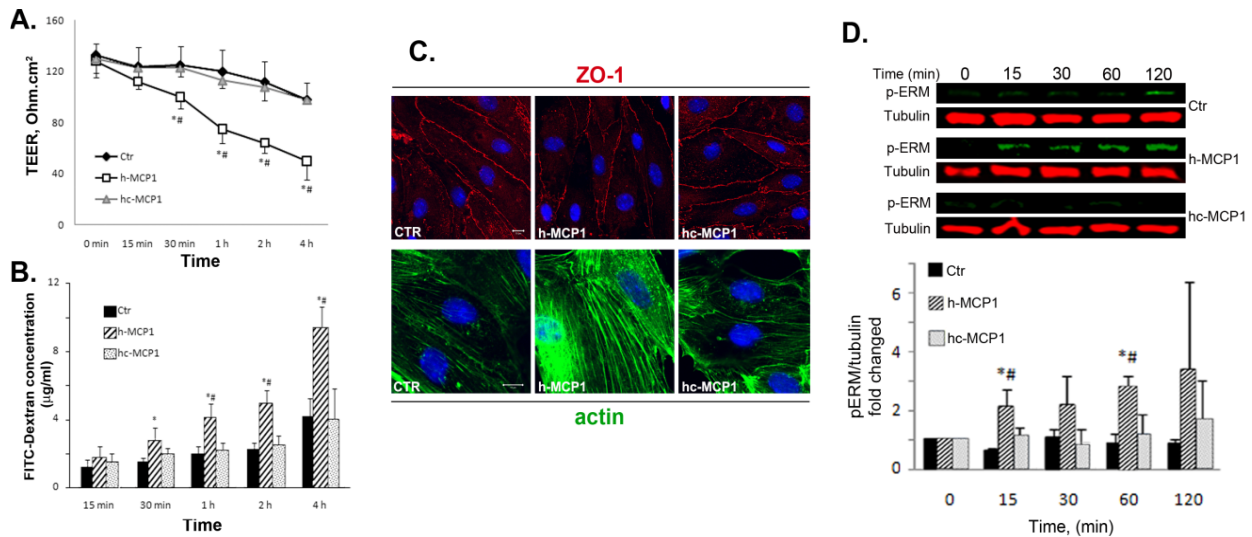 A.
160
120
80
40
0
TEER, Ohm.cm²
*# *# *# *#
Ctr
h-MCP1
hc-MCP1
0 min 15 min 30 min 1 h 2 h 4 h
Time
B.
12
8
4
0
FITC-Dextran concentration
(µg/ml)
Ctr
h-MCP1
hc-MCP1
* *# *# *#
15 min 30 min 1 h 2 h 4 h
Time
C.
ZO-1
CTR h-MCP1 hc-MCP1
CTR h-MCP1 hc-MCP1
actin
D.
Time (min) 0 15 30 60 120
p-ERM
Tubulin
Ctr
p-ERM
Tubulin
h-MCP1
p-ERM
Tubulin
hc-MCP1
8
6
4
2
0
pERM/tubulin
fold changed
Ctr
h-MCP1
hc-MCP1
*# *#
0 15 30 60 120
Time, (min)